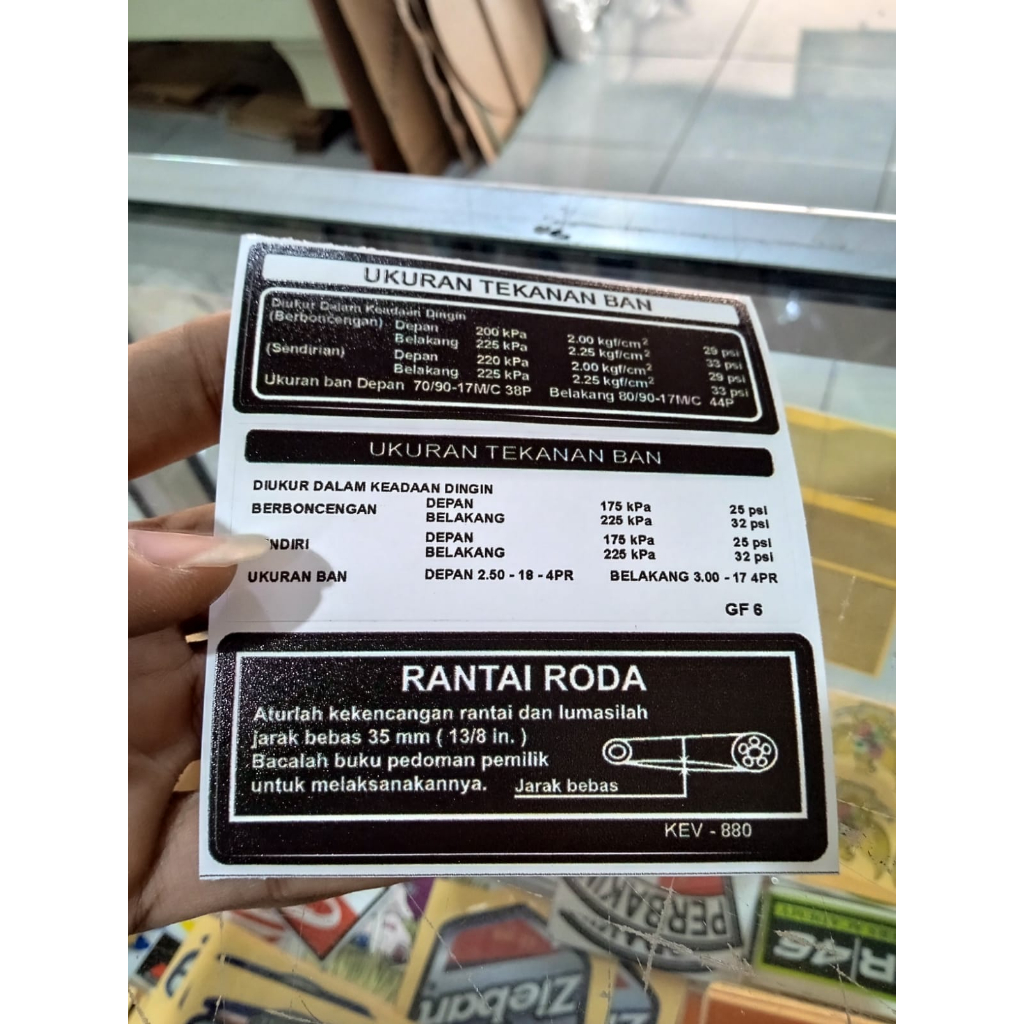 UKURAN TEKANAN BAN
Diukur Dalam Keadaan Dingin
(Berboncengan) Depan 200 kPa 2.00 kgf/cm² 29 psi
Belakang 225 kPa 2.25 kgf/cm² 33 psi
(Sendirian) Depan 220 kPa 2.00 kgf/cm² 29 psi
Belakang 225 kPa 2.25 kgf/cm² 33 psi
Ukuran ban Depan 70/90-17M/C 38P Belakang 80/90-17M/C 44P
UKURAN TEKANAN BAN
DIUKUR DALAM KEADAAN DINGIN
BERBONCENGAN DEPAN 175 kPa 25 psi
BELAKANG 225 kPa 32 psi
NDIRI DEPAN 175 kPa 25 psi
BELAKANG 225 kPa 32 psi
UKURAN BAN DEPAN 2.50 - 18 - 4PR BELAKANG 3.00 - 17 4PR
GF 6
RANTAI RODA
Aturlah kekencangan rantai dan lumasilah
jarak bebas 35 mm ( 13/8 in. )
Bacalah buku pedoman pemilik
untuk melaksanakannya. Jarak bebas
KEV - 880
PERBAKI
R 46
Zieban